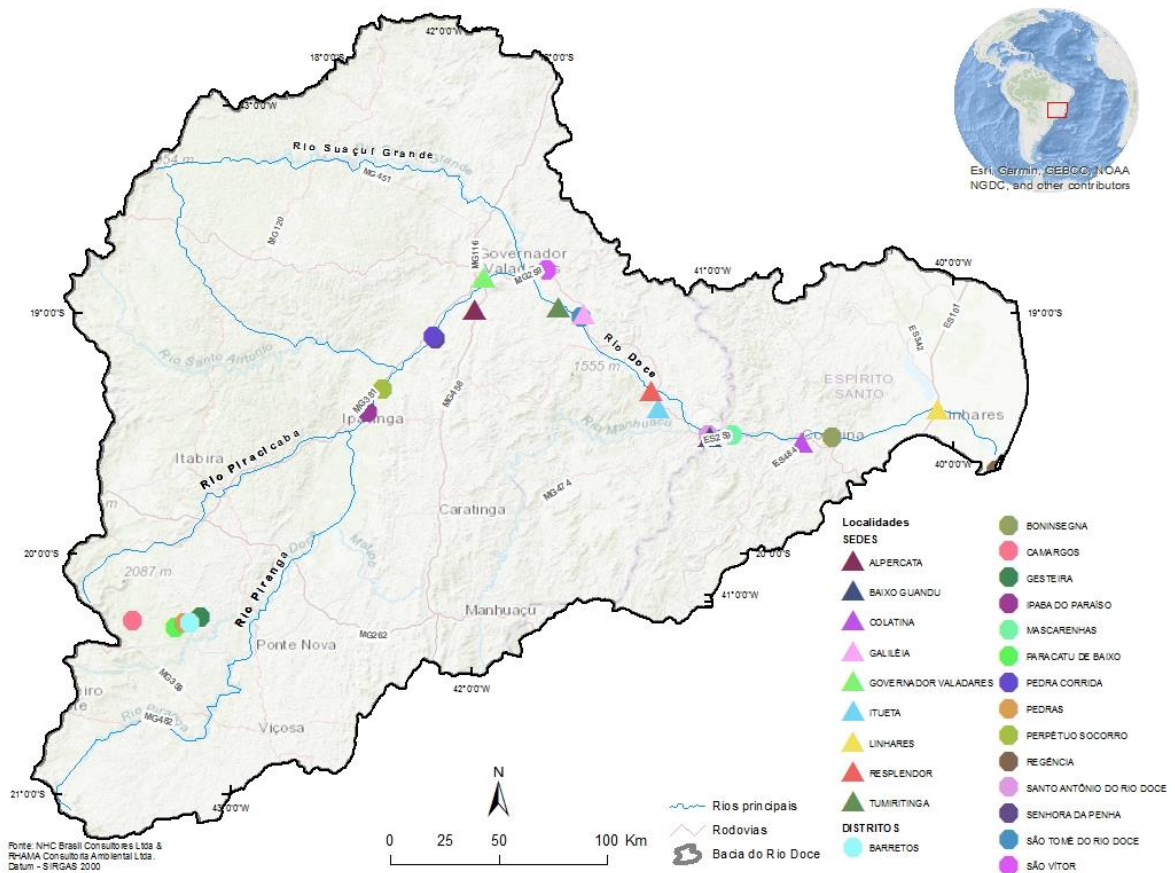 42°0'0"W
18°0'0"S
43°0'0"W
Rio Suaçuí Grande
MG451
MG120
MG116
Governador
Valadares
MG259
41°0'0"W
40°0'0"W
19°0'0"S
19°0'0"S
ES342
ES101
Rio Santo Antonio
Rio Doce
1555 m
ESPIRITO
SANTO
MG381
Ipatinga
MG458
Linhares
Rio Manhuaçu
ES259
Colatina
ES484
40°0'0"W
Rio Piracicaba
Itabira
MG474
Caratinga
20°0'0"S
20°0'0"S
2087 m
Rio Piranga
41°0'0"W
Manhuaçu
MG262
Ponte Nova
42°0'0"W
MG356
Rio Piranga
MG482
Viçosa
21°0'0"S
43°0'0"W
Esri, Garmin, GEBCO, NOAA
NGDC, and other contributors
Localidades
SEDES
ALPERCATA
BAIXO GUANDU
COLATINA
GALILÉIA
GOVERNADOR VALADARES
ITUETA
LINHARES
RESPLENDOR
TUMIRITINGA
DISTRITOS
BARRETOS
BONINSEGNA
CAMARGOS
GESTEIRA
IPABA DO PARAÍSO
MASCARENHAS
PARACATU DE BAIXO
PEDRA CORRIDA
PEDRAS
PERPÉTUO SOCORRO
REGÊNCIA
SANTO ANTÔNIO DO RIO DOCE
SENHORA DA PENHA
SÃO TOMÉ DO RIO DOCE
SÃO VÍTOR
N
0 50 100 Km
Rios principais
Rodovias
Bacia do Rio Doce
Fonte: NHC Brasil Consultores Ltda &
RHAMA Consultoria Ambiental Ltda.
Datum - SIRGAS 2000